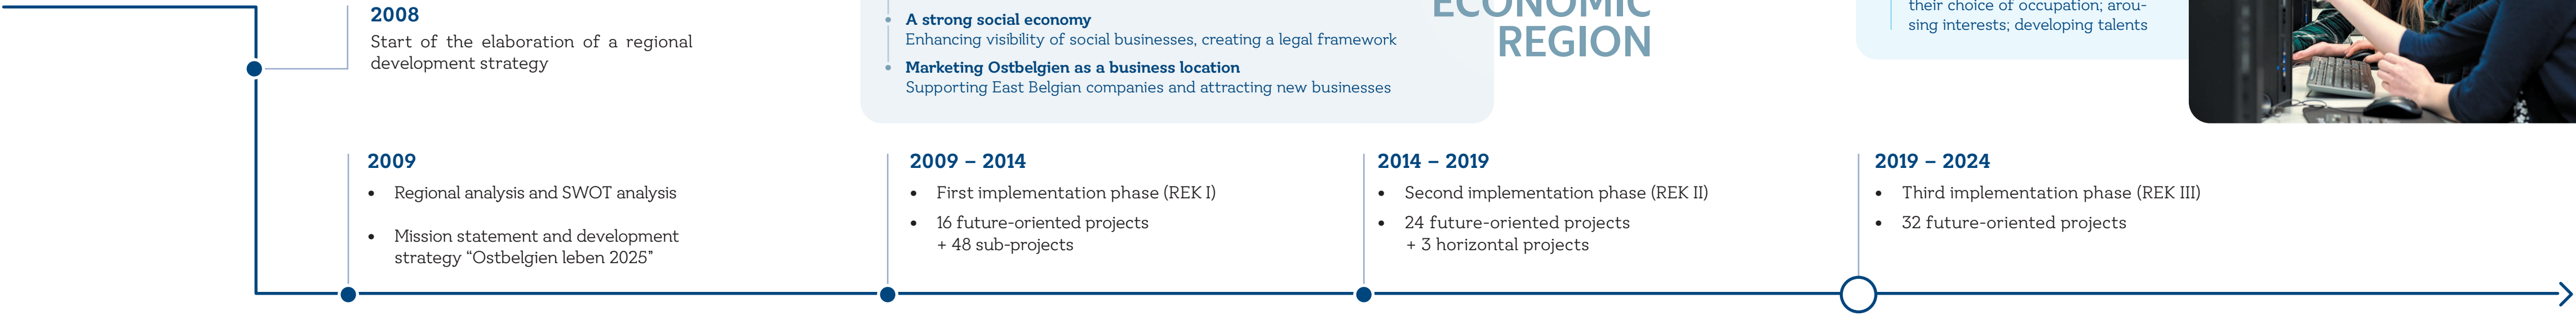 2008
Start of the elaboration of a regional
development strategy
A strong social economy
Enhancing visibility of social businesses, creating a legal framework
Marketing Ostbelgien as a business location
Supporting East Belgian companies and attracting new businesses
ECONOMIC
REGION
their choice of occupation; arou-
sing interests; developing talents
2009
• Regional analysis and SWOT analysis
• Mission statement and development
strategy “Ostbelgien leben 2025”
2009 – 2014
• First implementation phase (REK I)
• 16 future-oriented projects
+ 48 sub-projects
2014 – 2019
• Second implementation phase (REK II)
• 24 future-oriented projects
+ 3 horizontal projects
2019 – 2024
• Third implementation phase (REK III)
• 32 future-oriented projects